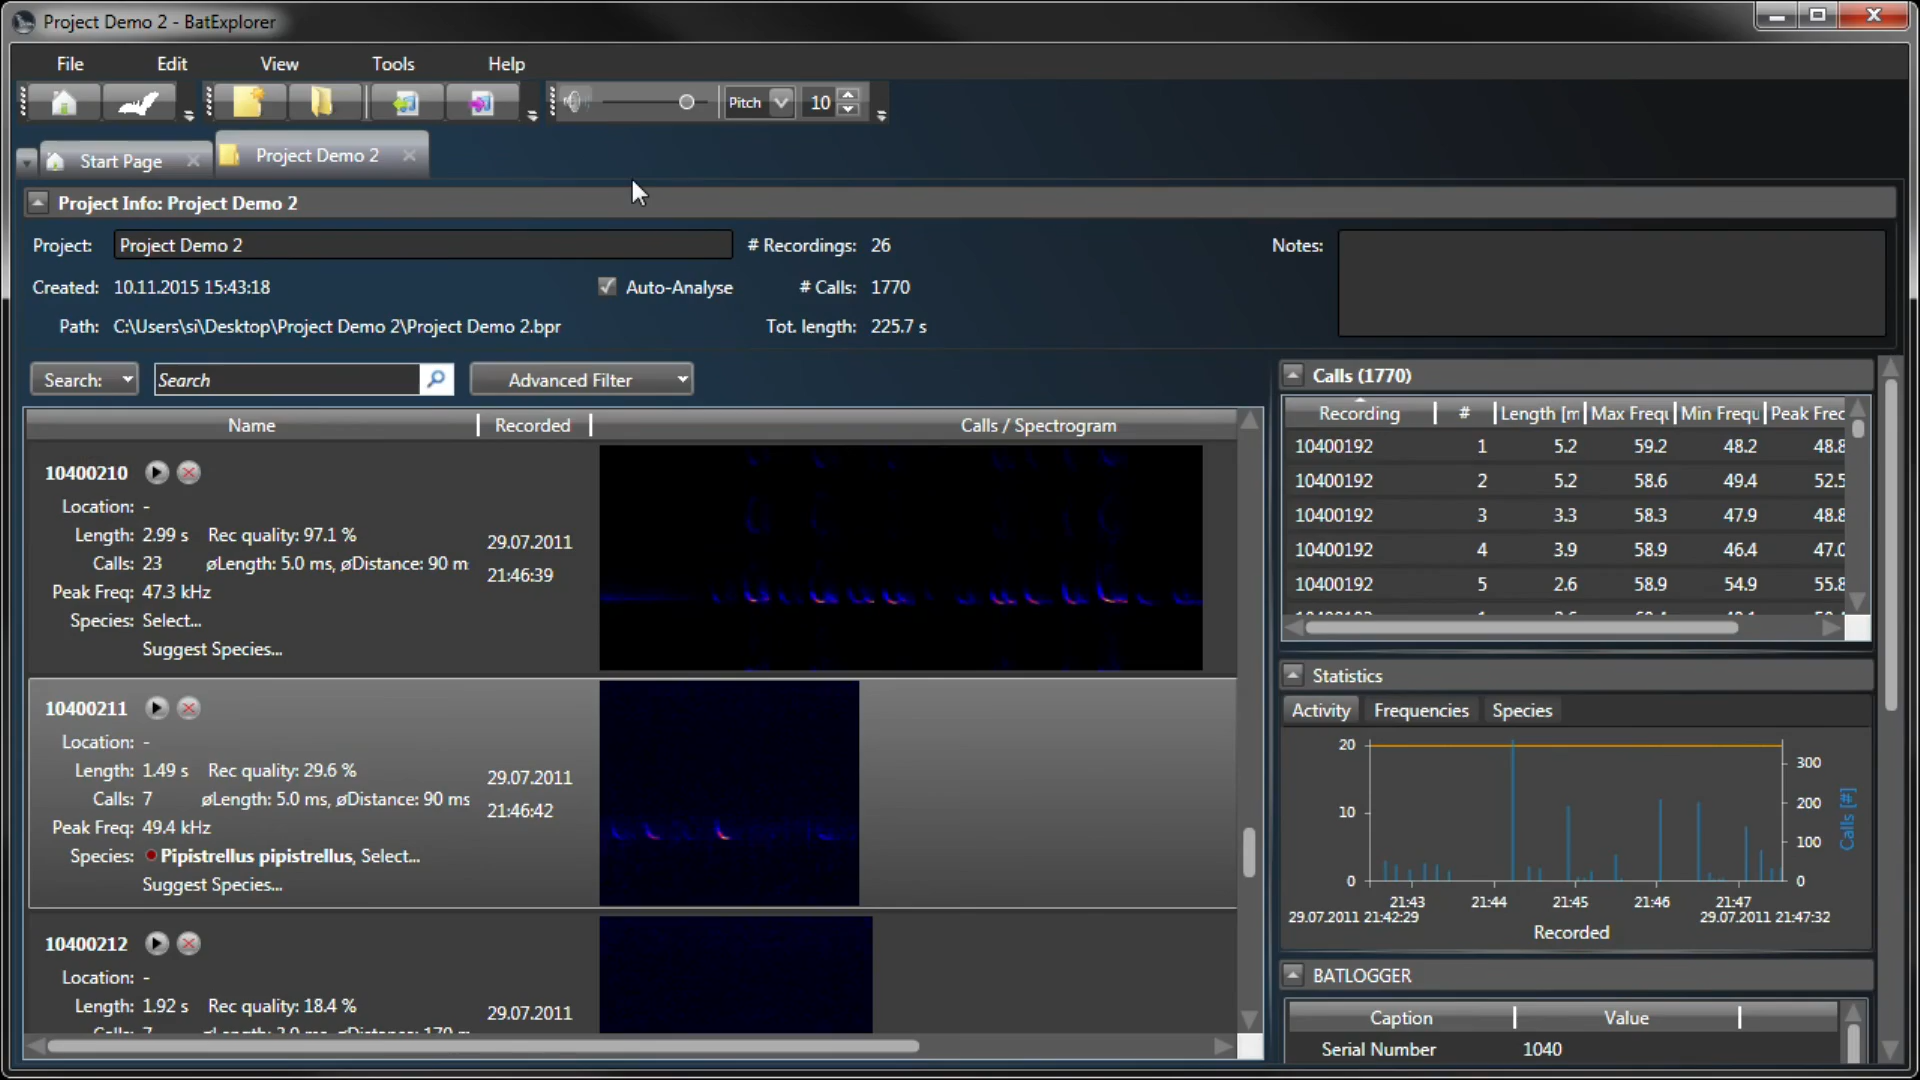 Project Demo 2 - BatExplorer
File Edit View Tools Help
Pitch 10
Start Page Project Demo 2
Project Info: Project Demo 2
Project: Project Demo 2 # Recordings: 26 Notes:
Created: 10.11.2015 15:43:18 Auto-Analyse # Calls: 1770
Path: C:\Users\si\Desktop\Project Demo 2\Project Demo 2.bpr Tot. length: 225.7 s
Search: Search Advanced Filter
Name Recorded Calls / Spectrogram
10400210
Location: -
Length: 2.99 s Rec quality: 97.1 %
Calls: 23 øLength: 5.0 ms, øDistance: 90 m
Peak Freq: 47.3 kHz
Species: Select...
Suggest Species...
29.07.2011
21:46:39
10400211
Location: -
Length: 1.49 s Rec quality: 29.6 %
Calls: 7 øLength: 5.0 ms, øDistance: 90 ms
Peak Freq: 49.4 kHz
Species: Pipistrellus pipistrellus, Select...
Suggest Species...
29.07.2011
21:46:42
10400212
Location: -
Length: 1.92 s Rec quality: 18.4 %
29.07.2011
Calls (1770)
Recording # Length [m Max Frequ Min Frequ Peak Frec
10400192 1 5.2 59.2 48.2 48.8
10400192 2 5.2 58.6 49.4 52.5
10400192 3 3.3 58.3 47.9 48.8
10400192 4 3.9 58.9 46.4 47.0
10400192 5 2.6 58.9 54.9 55.8
Statistics
Activity Frequencies Species
20
10
0
300
200
100
0
Calls [#]
21:43 21:44 21:45 21:46 21:47
29.07.2011 21:42:29 29.07.2011 21:47:32
Recorded
BATLOGGER
Caption Value
Serial Number 1040